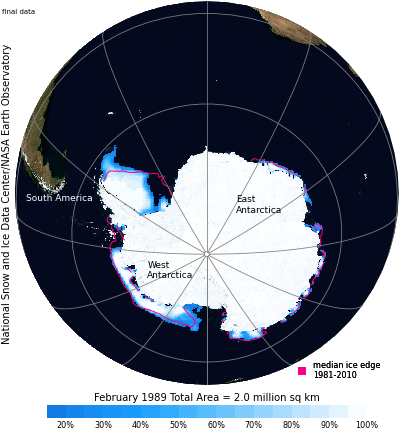 final data
National Snow and Ice Data Center/NASA Earth Observatory
South America
East
Antarctica
West
Antarctica
median ice edge
1981-2010
February 1989 Total Area = 2.0 million sq km
20% 30% 40% 50% 60% 70% 80% 90% 100%